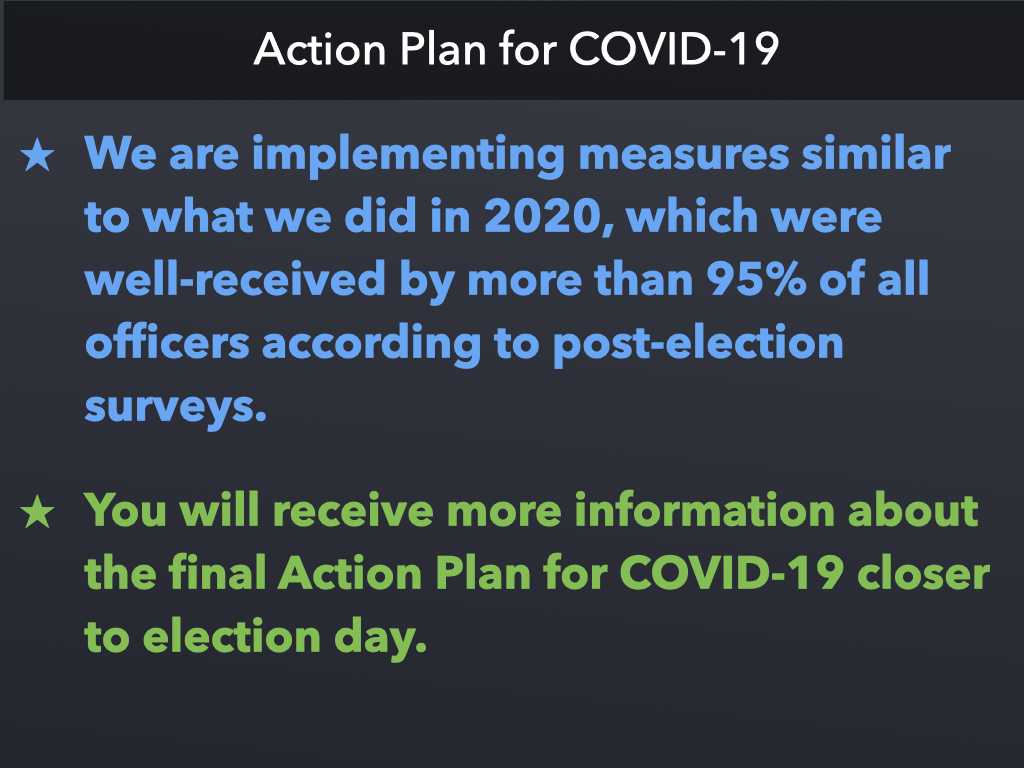 Action Plan for COVID-19
★ We are implementing measures similar
to what we did in 2020, which were
well-received by more than 95% of all
officers according to post-election
surveys.
★ You will receive more information about
the final Action Plan for COVID-19 closer
to election day.